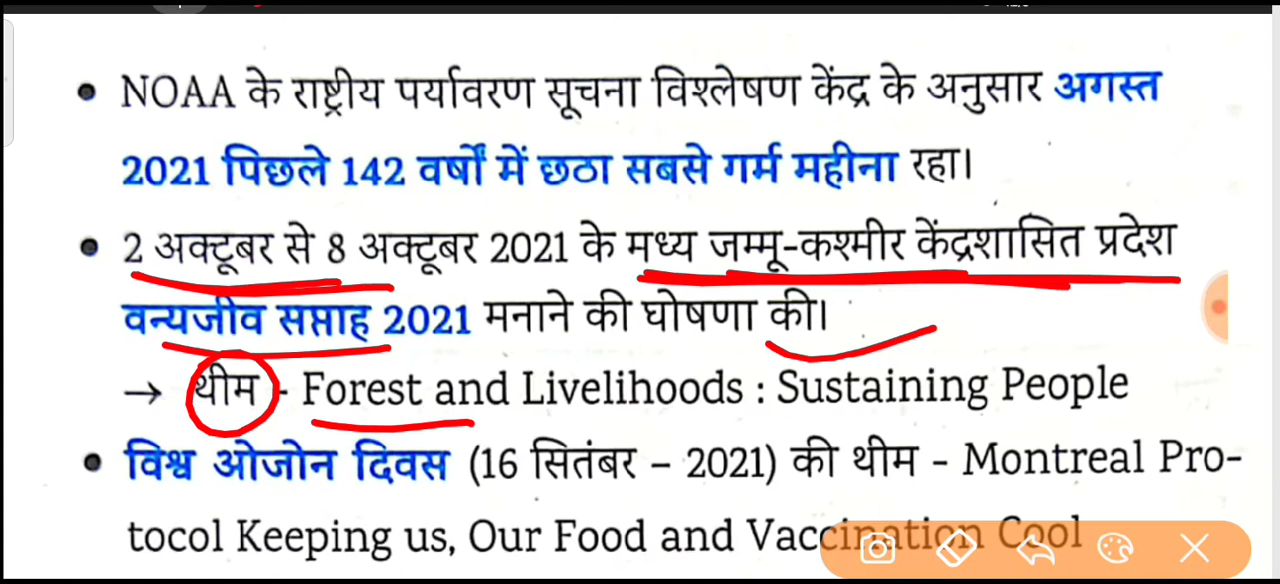 • NOAA के राष्ट्रीय पर्यावरण सूचना विश्लेषण केंद्र के अनुसार अगस्त
2021 पिछले 142 वर्षों में छठा सबसे गर्म महीना रहा।
• 2 अक्टूबर से 8 अक्टूबर 2021 के मध्य जम्मू-कश्मीर केंद्रशासित प्रदेश
वन्यजीव सप्ताह 2021 मनाने की घोषणा की।
→ थीम - Forest and Livelihoods : Sustaining People
• विश्व ओजोन दिवस (16 सितंबर – 2021) की थीम - Montreal Pro-
tocol Keeping us, Our Food and Vaccination Cool